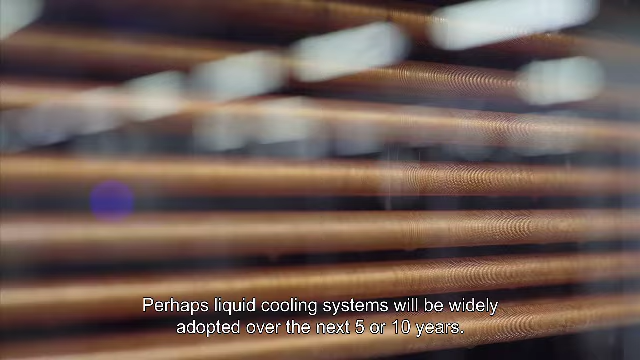 Perhaps liquid cooling systems will be widely
adopted over the next 5 or 10 years.